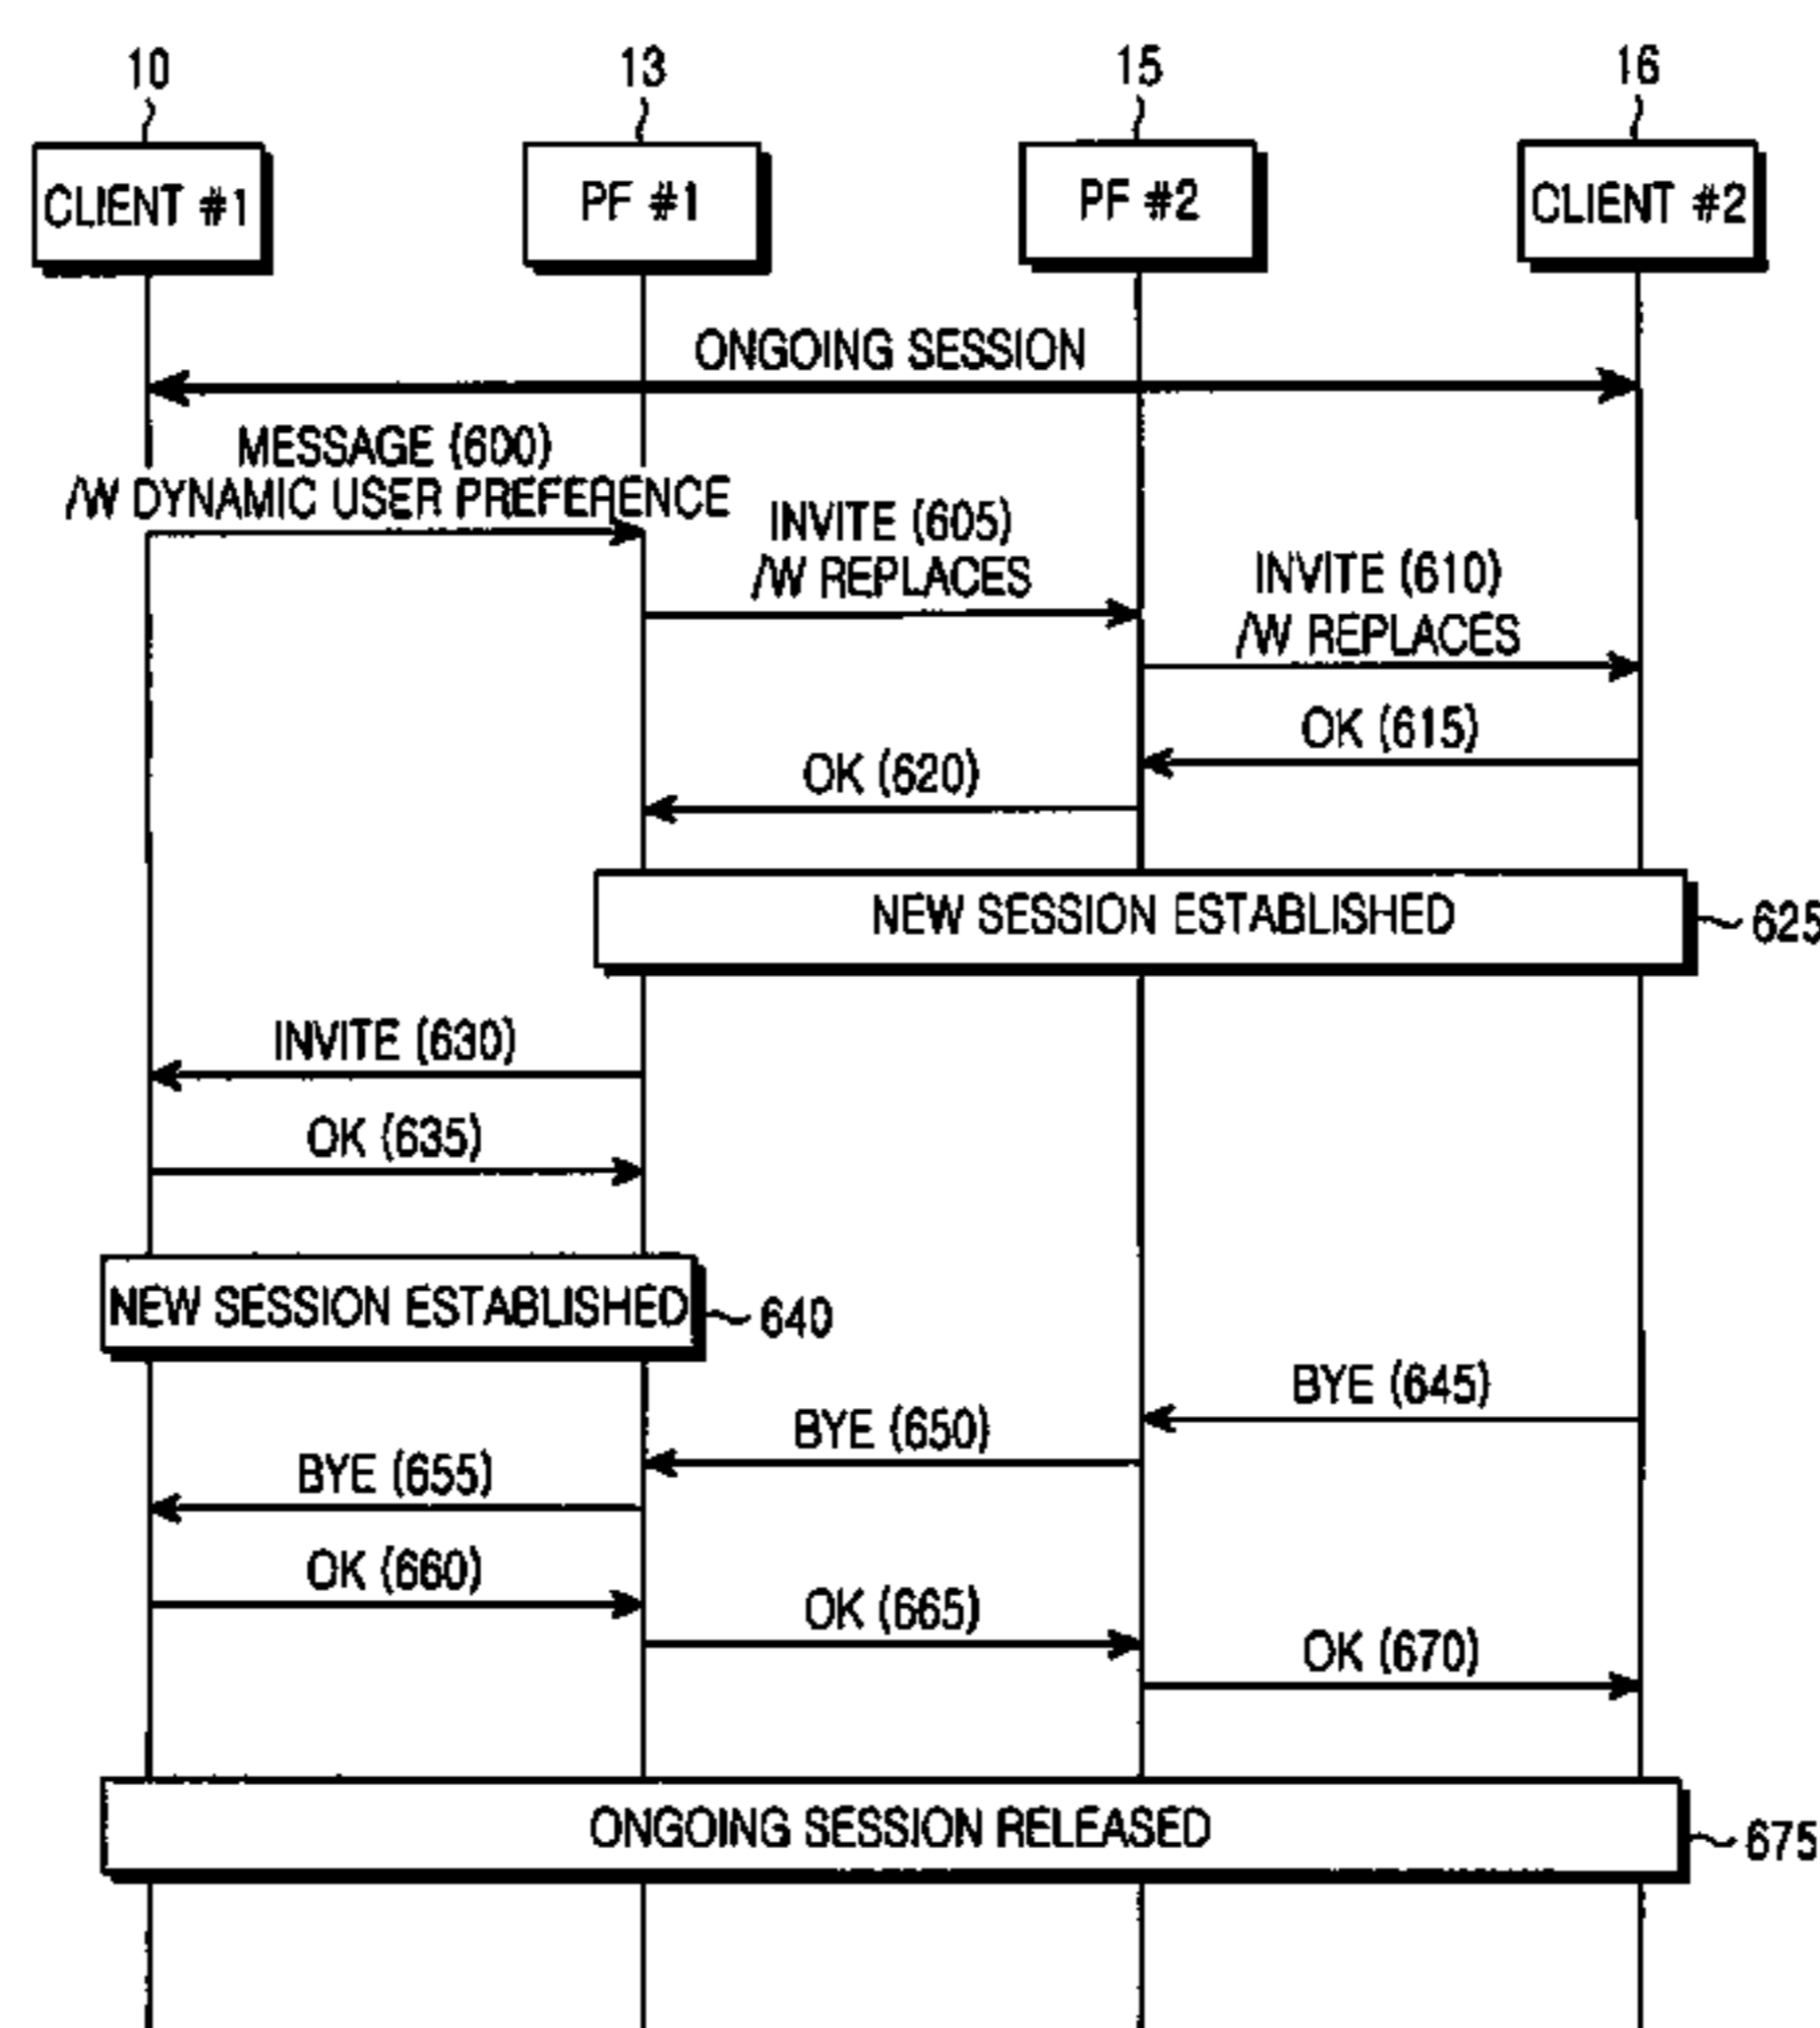 10
13
15
16
CLIENT #1
PF #1
PF #2
CLIENT #2
ONGOING SESSION
MESSAGE (600)
/W DYNAMIC USER PREFERENCE
INVITE (605)
/W REPLACES
INVITE (610)
/W REPLACES
OK (615)
OK (620)
NEW SESSION ESTABLISHED
625
INVITE (630)
OK (635)
NEW SESSION ESTABLISHED
640
BYE (645)
BYE (650)
BYE (655)
OK (660)
OK (665)
OK (670)
ONGOING SESSION RELEASED
675